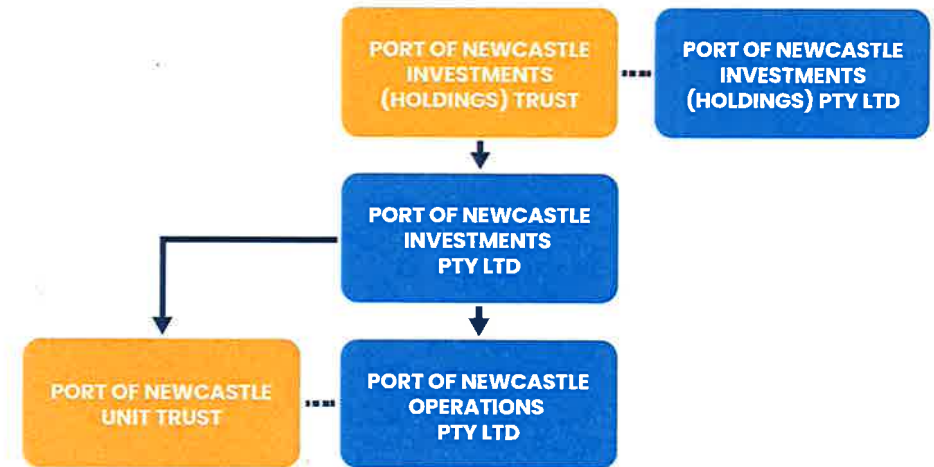 PORT OF NEWCASTLE
INVESTMENTS
(HOLDINGS) TRUST
PORT OF NEWCASTLE
INVESTMENTS
(HOLDINGS) PTY LTD
PORT OF NEWCASTLE
INVESTMENTS
PTY LTD
PORT OF NEWCASTLE
UNIT TRUST
PORT OF NEWCASTLE
OPERATIONS
PTY LTD